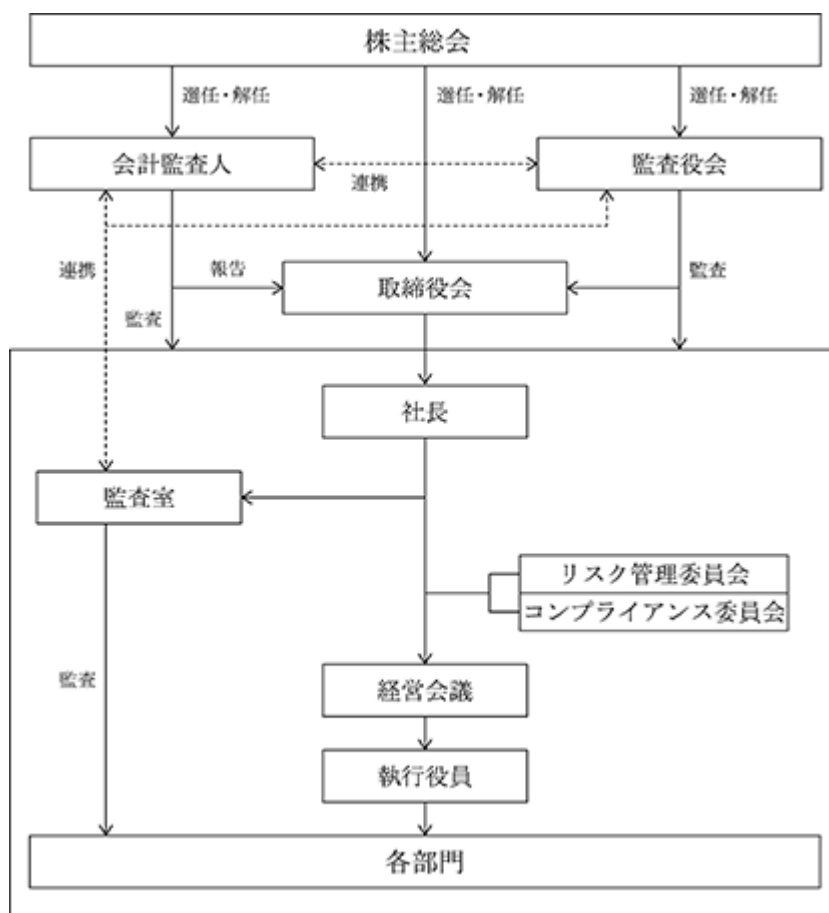 株主総会
選任・解任
選任・解任
選任・解任
会計監査人
監査役会
連携
連携
報告
取締役会
監査
監査
社長
監査室
リスク管理委員会
コンプライアンス委員会
監査
経営会議
執行役員
各部門